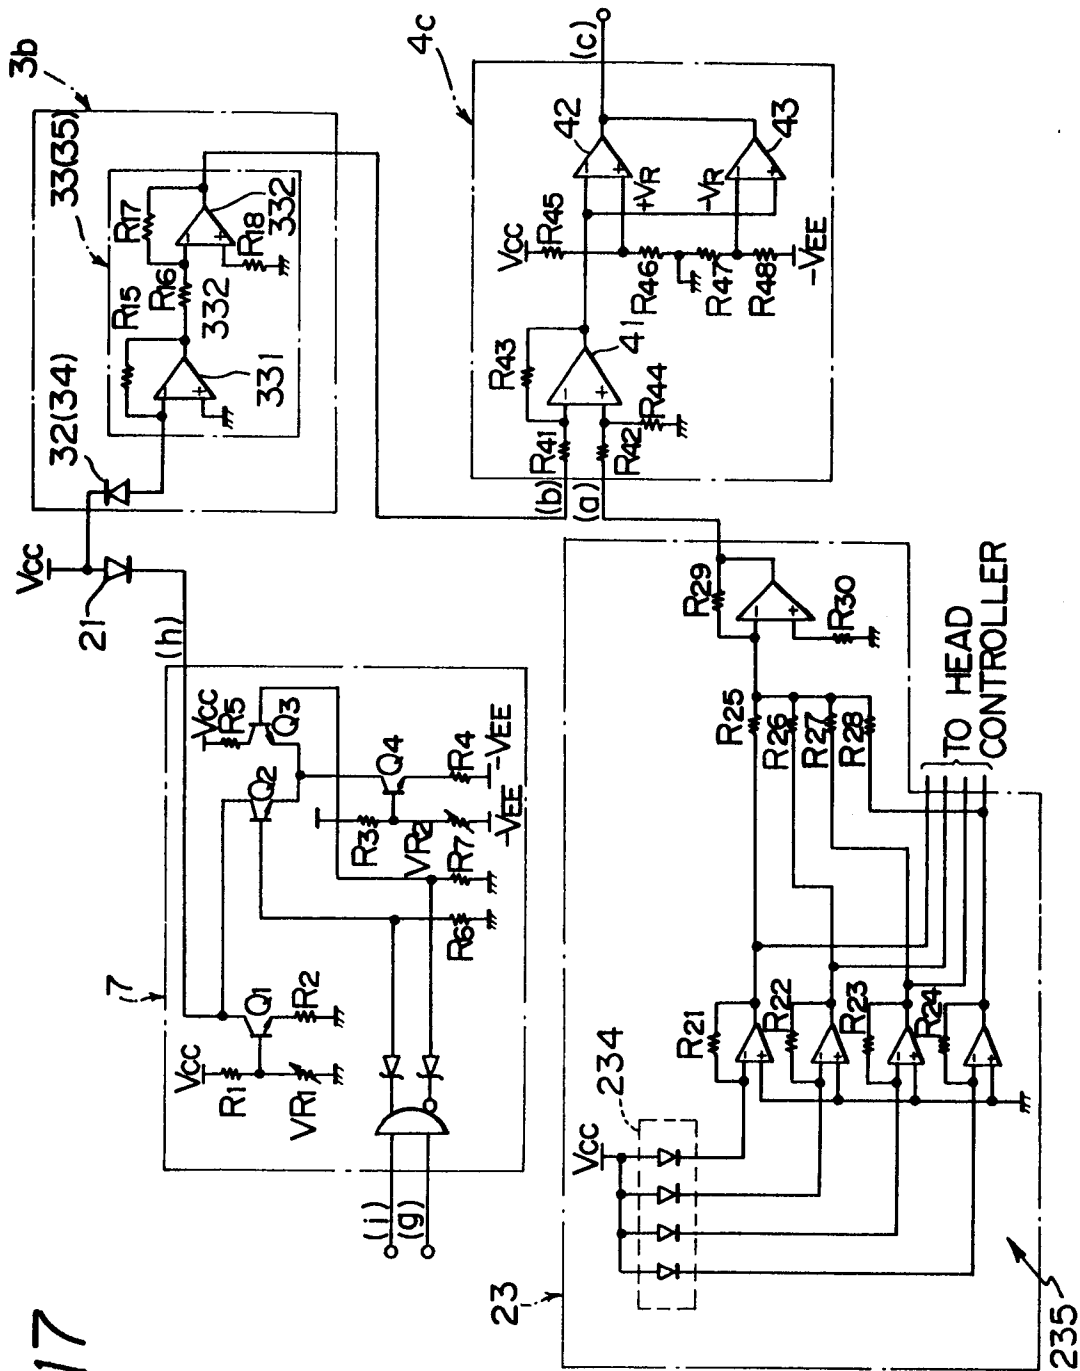 17
3b
33(35)
32(34)
Vcc
21
R15
R16
R17
R18
331
332
332
(h)
7
Vcc
R1
VR1
Q1
R2
Vcc
R5
Q2
Q3
Q4
R3
VR2
R4
-VEE
-VEE
R6
R7
(i)
(g)
4c
(c)
(b)
(a)
R41
R42
R43
R44
41
Vcc
R45
R46
R47
R48
-VEE
+VR
-VR
42
43
23
234
235
Vcc
R21
R22
R23
R24
R25
R26
R27
R28
R29
R30
TO HEAD
CONTROLLER